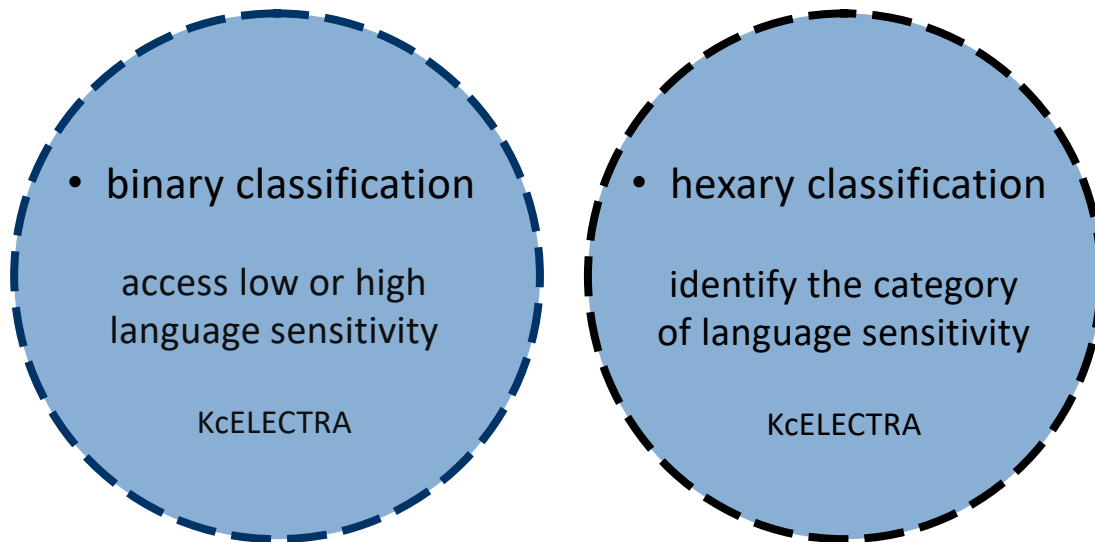 • binary classification
access low or high
language sensitivity
KcELECTRA
• hexary classification
identify the category
of language sensitivity
KcELECTRA